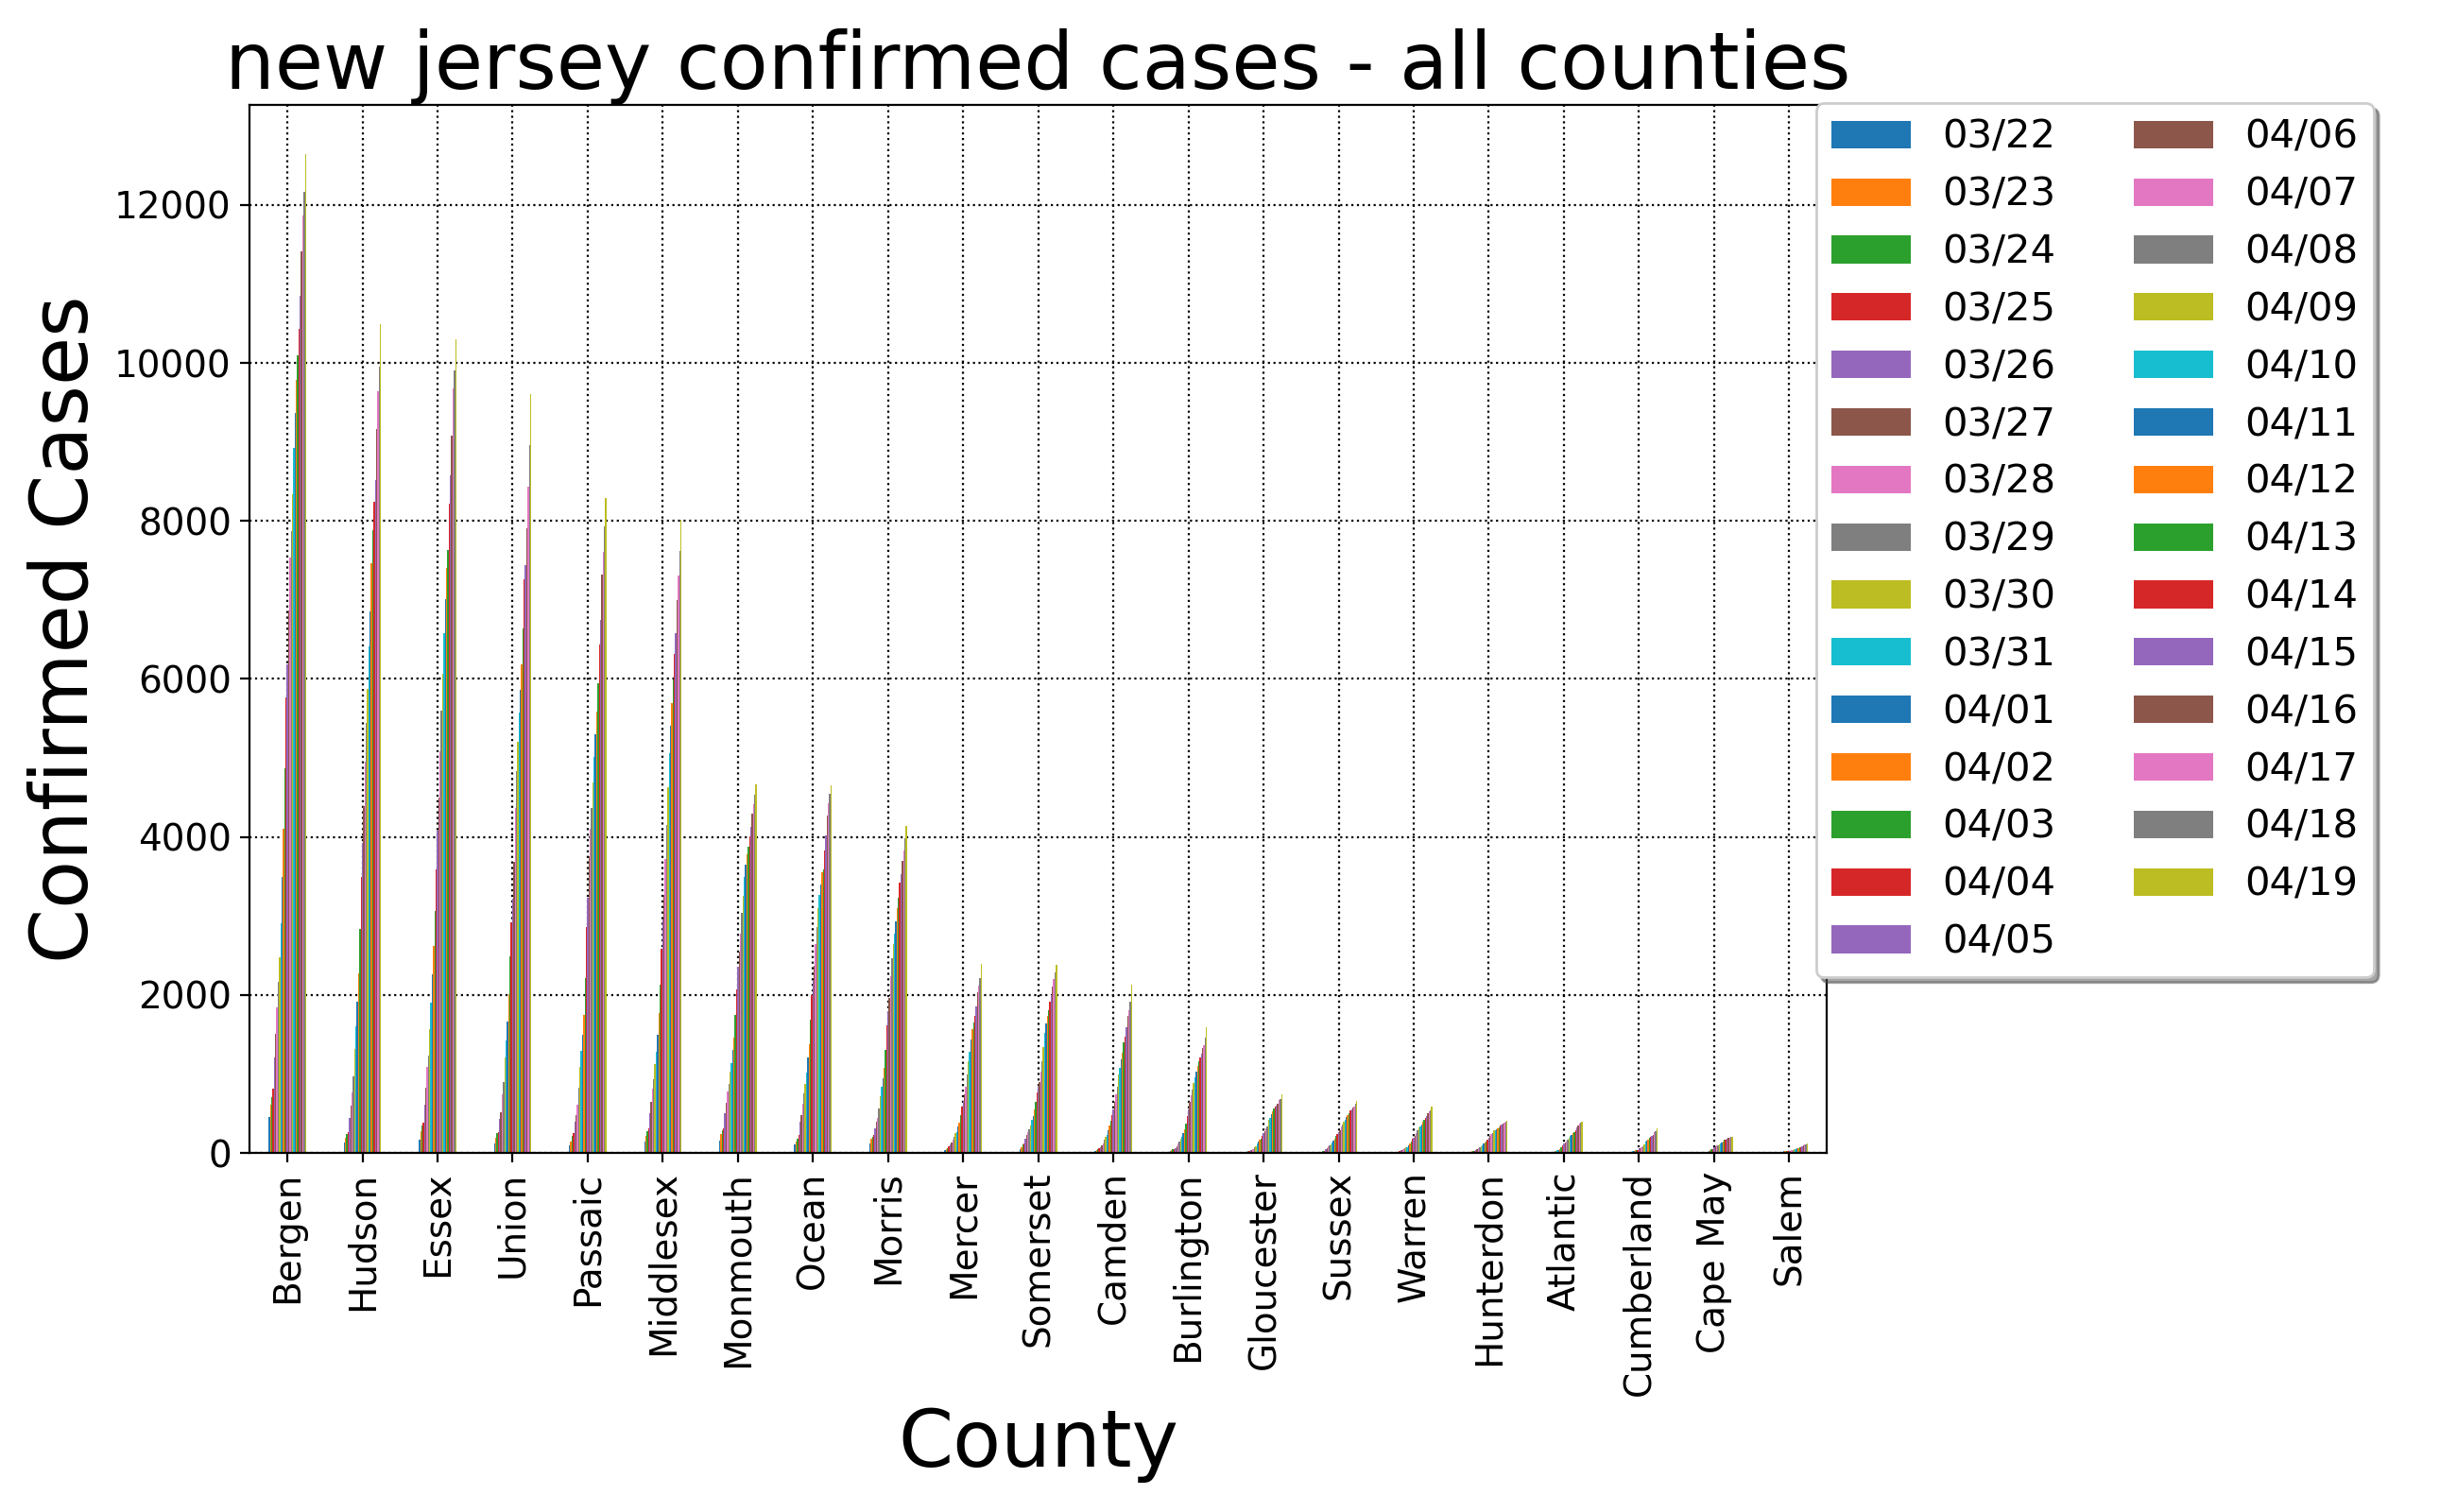 new jersey confirmed cases - all counties
Confirmed Cases
12000
10000
8000
6000
4000
2000
0
03/22
03/23
03/24
03/25
03/26
03/27
03/28
03/29
03/30
03/31
04/01
04/02
04/03
04/04
04/05
04/06
04/07
04/08
04/09
04/10
04/11
04/12
04/13
04/14
04/15
04/16
04/17
04/18
04/19
Bergen
Hudson
Essex
Union
Passaic
Middlesex
Monmouth
Ocean
Morris
Mercer
Somerset
Camden
Burlington
Gloucester
Sussex
Warren
Hunterdon
Atlantic
Cumberland
Cape May
Salem
County